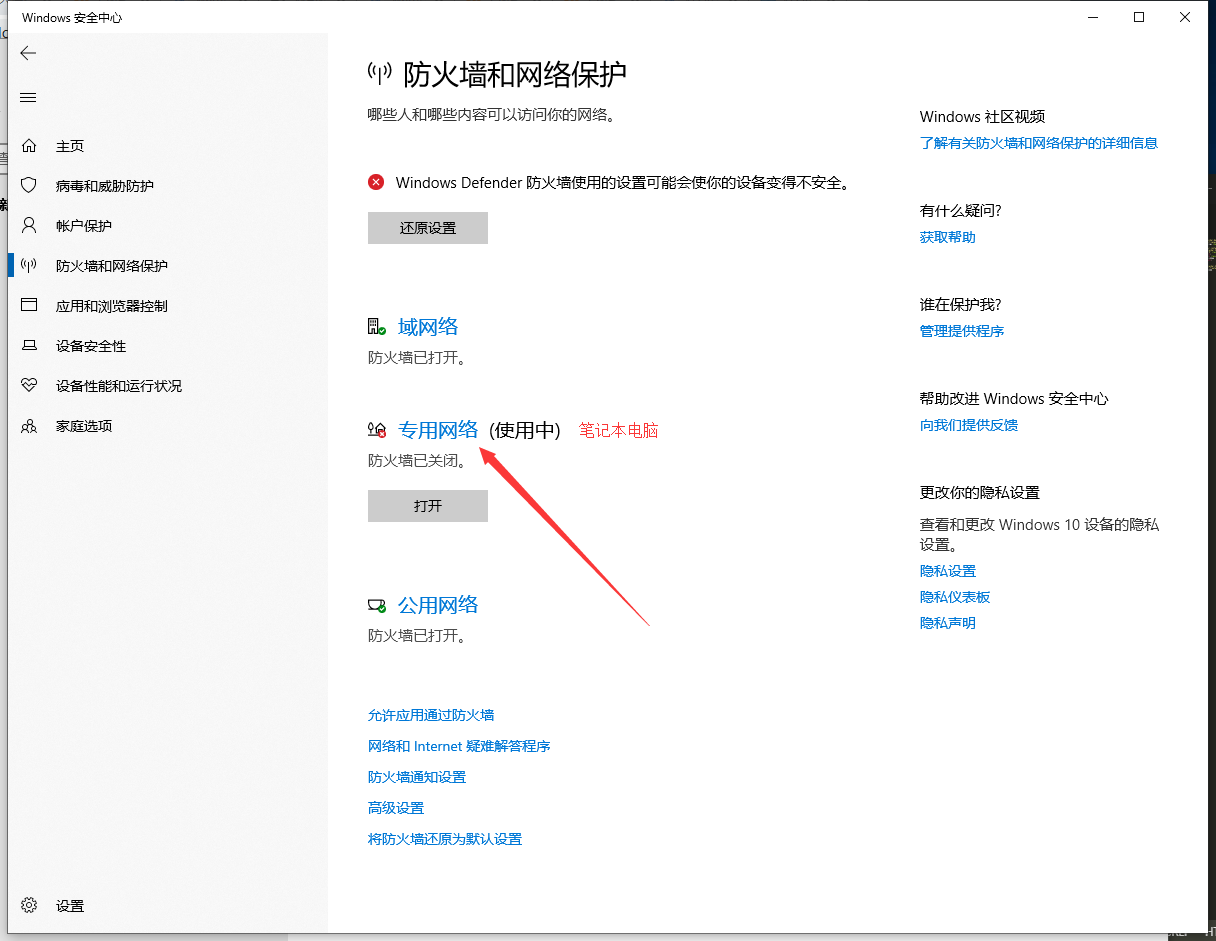 Windows 安全中心
主页
病毒和威胁防护
帐户保护
防火墙和网络保护
应用和浏览器控制
设备安全性
设备性能和运行状况
家庭选项
设置
防火墙和网络保护
哪些人和哪些内容可以访问你的网络。
Windows Defender 防火墙使用的设置可能会使你的设备变得不安全。
还原设置
域网络
防火墙已打开。
专用网络 (使用中) 笔记本电脑
防火墙已关闭。
打开
公用网络
防火墙已打开。
允许应用通过防火墙
网络和 Internet 疑难解答程序
防火墙通知设置
高级设置
将防火墙还原为默认设置
Windows 社区视频
了解有关防火墙和网络保护的详细信息
有什么疑问?
获取帮助
谁在保护我?
管理提供程序
帮助改进 Windows 安全中心
向我们提供反馈
更改你的隐私设置
查看和更改 Windows 10 设备的隐私
设置。
隐私设置
隐私仪表板
隐私声明